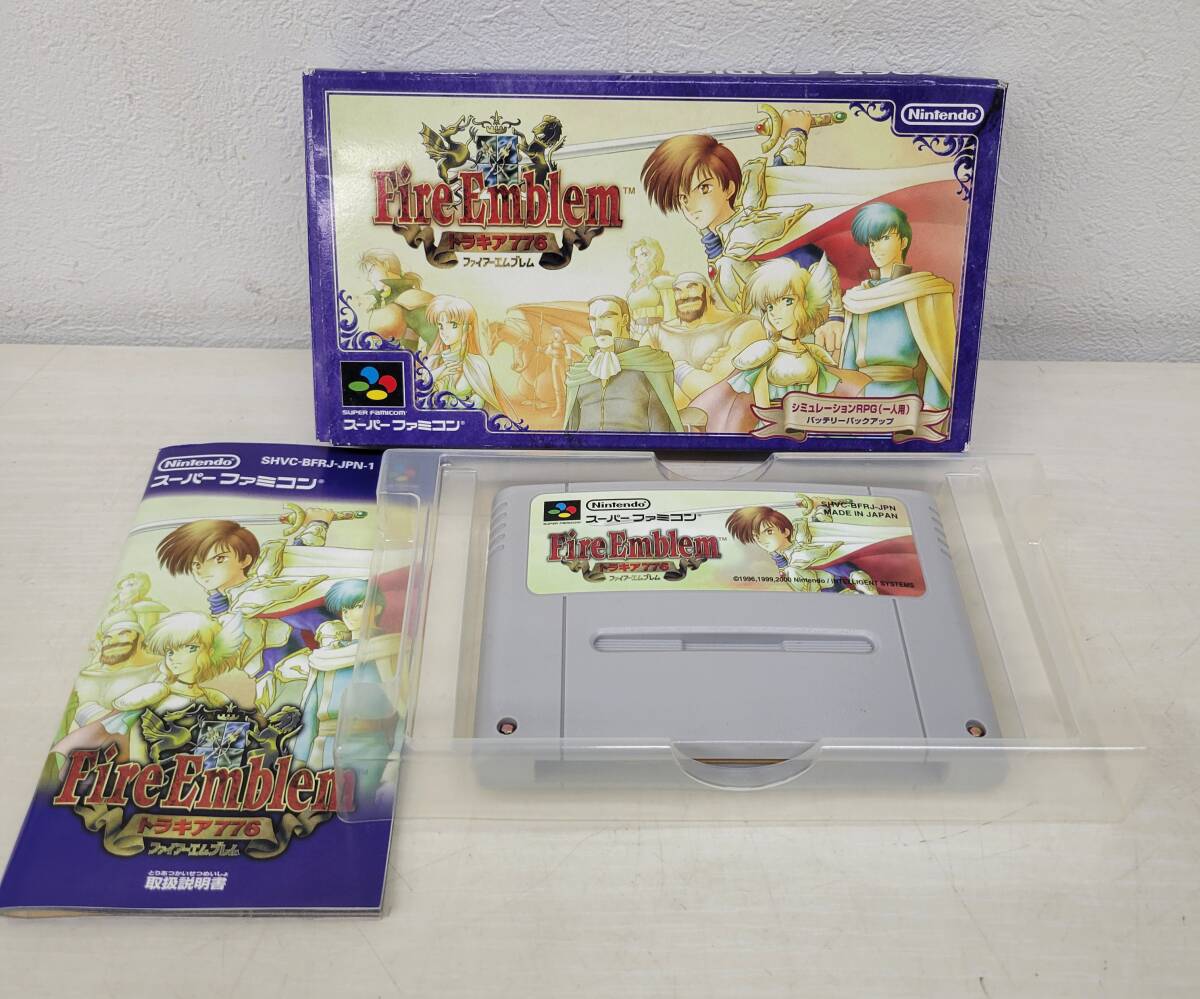 Nintendo
Fire Emblem™
トラキア776
ファイアーエムブレム
SUPER FAMICOM
スーパーファミコン®
シミュレーションRPG(一人用)
バッテリーバックアップ
Nintendo SHVC-BFRJ-JPN-1
スーパーファミコン®
Fire Emblem
トラキア776
ファイアーエムブレム
とりあつかいせつめいしょ
取扱説明書
SUPER FAMICOM
Nintendo
スーパーファミコン®
SHVC-BFRJ-JPN
MADE IN JAPAN
Fire Emblem™
トラキア776
ファイアーエムブレム
©1996,1999,2000 Nintendo / INTELLIGENT SYSTEMS